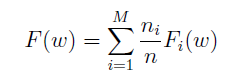 F(w) = \sum_{i=1}^{M} \frac{n_i}{n} F_i(w)